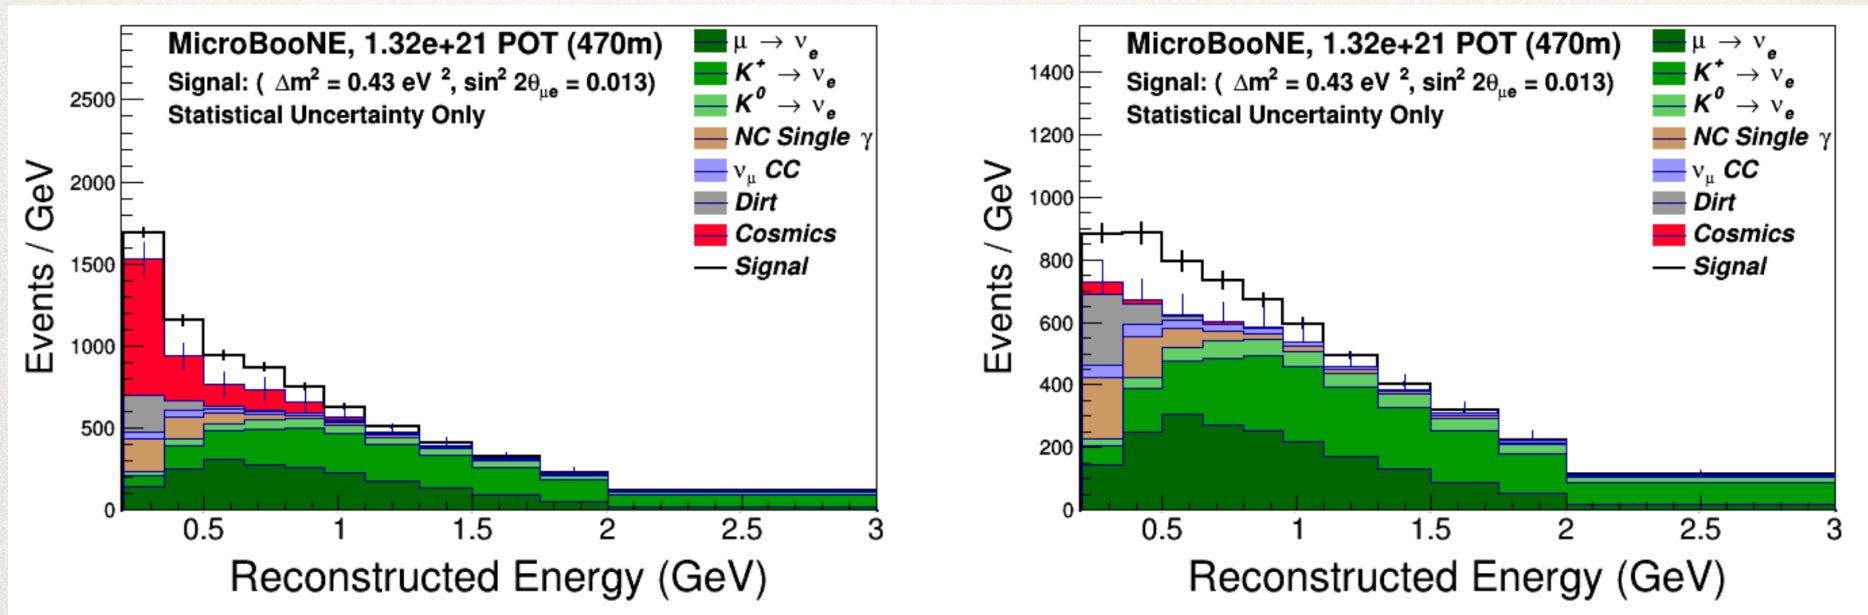 MicroBooNE, 1.32e+21 POT (470m)
Signal: ( Δm² = 0.43 eV ², sin² 2θμe = 0.013)
Statistical Uncertainty Only
μ → νe
K⁺ → νe
K⁰ → νe
NC Single γ
νμ CC
Dirt
Cosmics
Signal
Events / GeV
2500
2000
1500
1000
500
0
0.5
1
1.5
2
2.5
3
Reconstructed Energy (GeV)
MicroBooNE, 1.32e+21 POT (470m)
Signal: ( Δm² = 0.43 eV ², sin² 2θμe = 0.013)
Statistical Uncertainty Only
μ → νe
K⁺ → νe
K⁰ → νe
NC Single γ
νμ CC
Dirt
Cosmics
Signal
Events / GeV
1400
1200
1000
800
600
400
200
0
0.5
1
1.5
2
2.5
3
Reconstructed Energy (GeV)